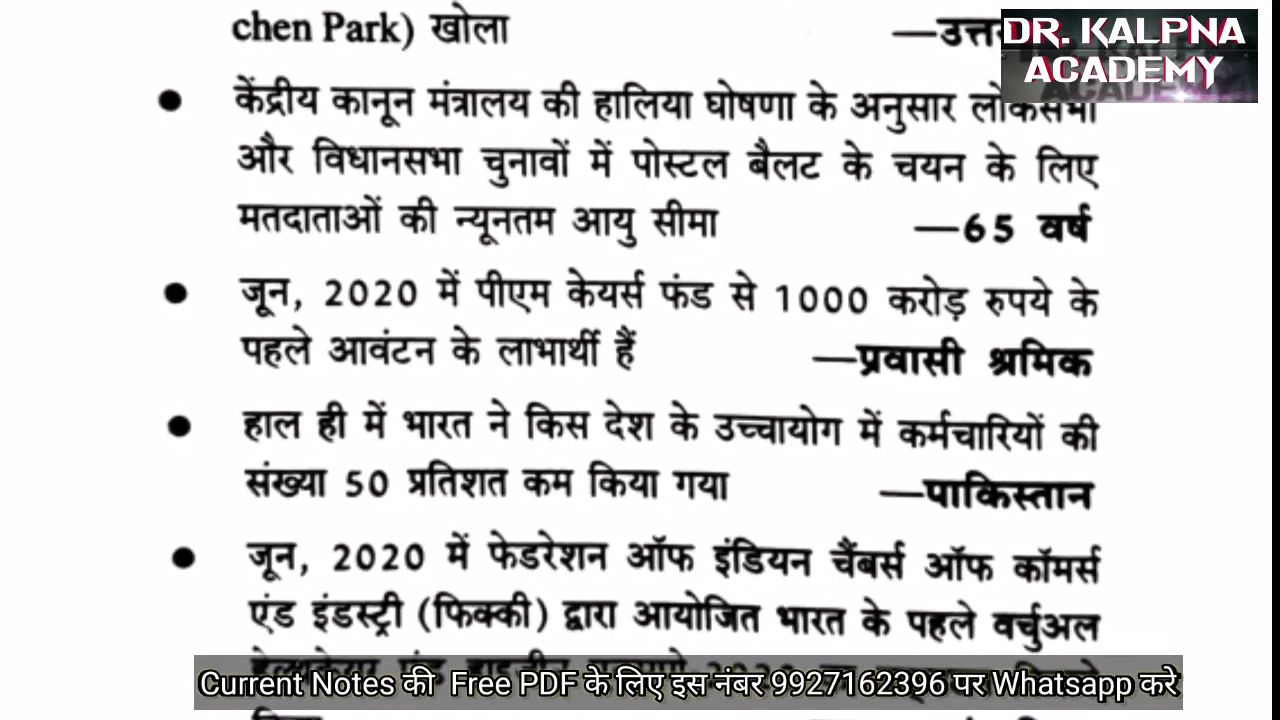 chen Park) खोला
DR. KALPNA
ACADEMY
• केंद्रीय कानून मंत्रालय की हालिया घोषणा के अनुसार लोकसभा
और विधानसभा चुनावों में पोस्टल बैलट के चयन के लिए
मतदाताओं की न्यूनतम आयु सीमा —65 वर्ष
• जून, 2020 में पीएम केयर्स फंड से 1000 करोड़ रुपये के
पहले आवंटन के लाभार्थी हैं —प्रवासी श्रमिक
• हाल ही में भारत ने किस देश के उच्चायोग में कर्मचारियों की
संख्या 50 प्रतिशत कम किया गया —पाकिस्तान
• जून, 2020 में फेडरेशन ऑफ इंडियन चैंबर्स ऑफ कॉमर्स
एंड इंडस्ट्री (फिक्की) द्वारा आयोजित भारत के पहले वर्चुअल
Current Notes की Free PDF के लिए इस नंबर 9927162396 पर Whatsapp करे